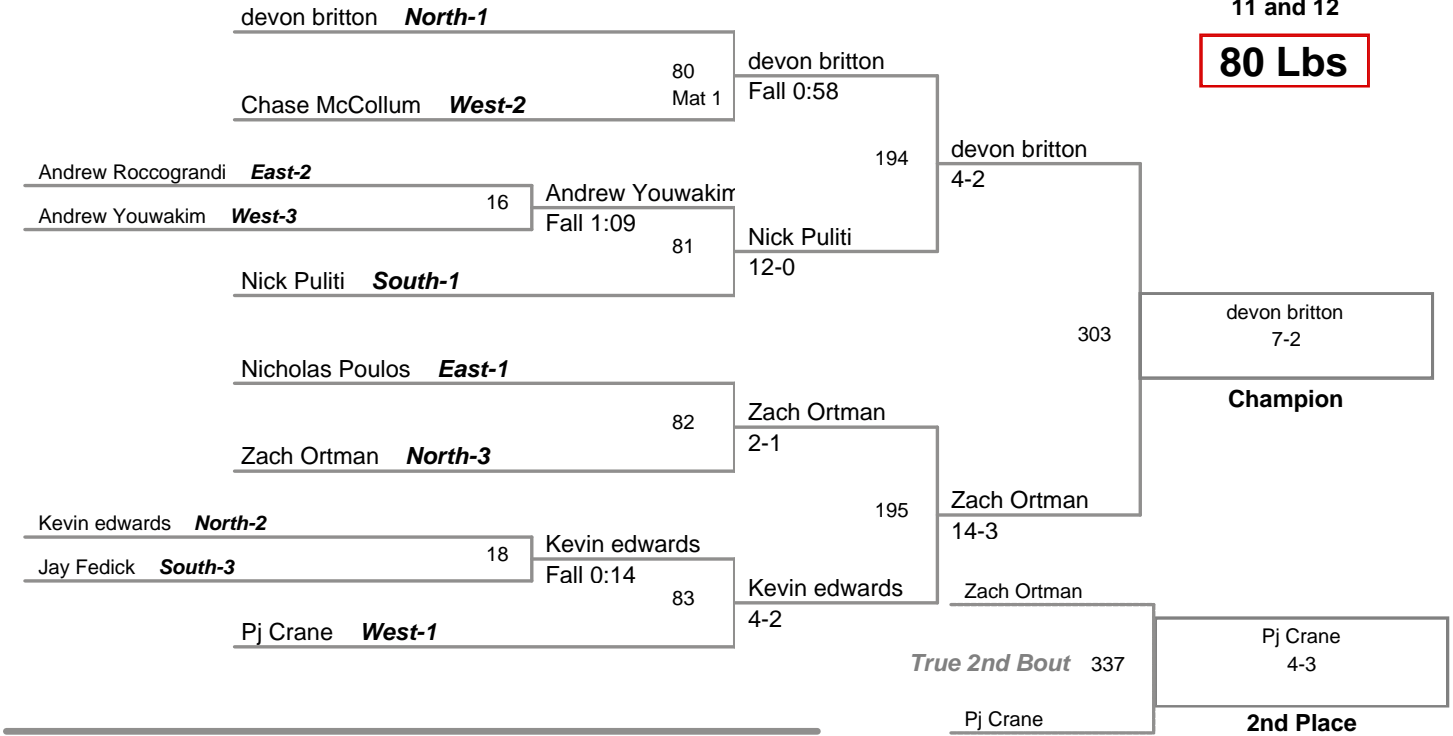 11 and 12
80 Lbs
devon britton North-1
80
Mat 1
Chase McCollum West-2
devon britton
Fall 0:58
Andrew Roccograndi East-2
16
Andrew Youwakim West-3
Andrew Youwakim
Fall 1:09
81
Nick Puliti South-1
Nick Puliti
12-0
194
devon britton
4-2
Nicholas Poulos East-1
82
Zach Ortman North-3
Zach Ortman
2-1
Kevin edwards North-2
18
Jay Fedick South-3
Kevin edwards
Fall 0:14
83
Pj Crane West-1
Kevin edwards
4-2
195
Zach Ortman
14-3
303
devon britton
7-2
Champion
Zach Ortman
True 2nd Bout 337
Pj Crane
Pj Crane
4-3
2nd Place